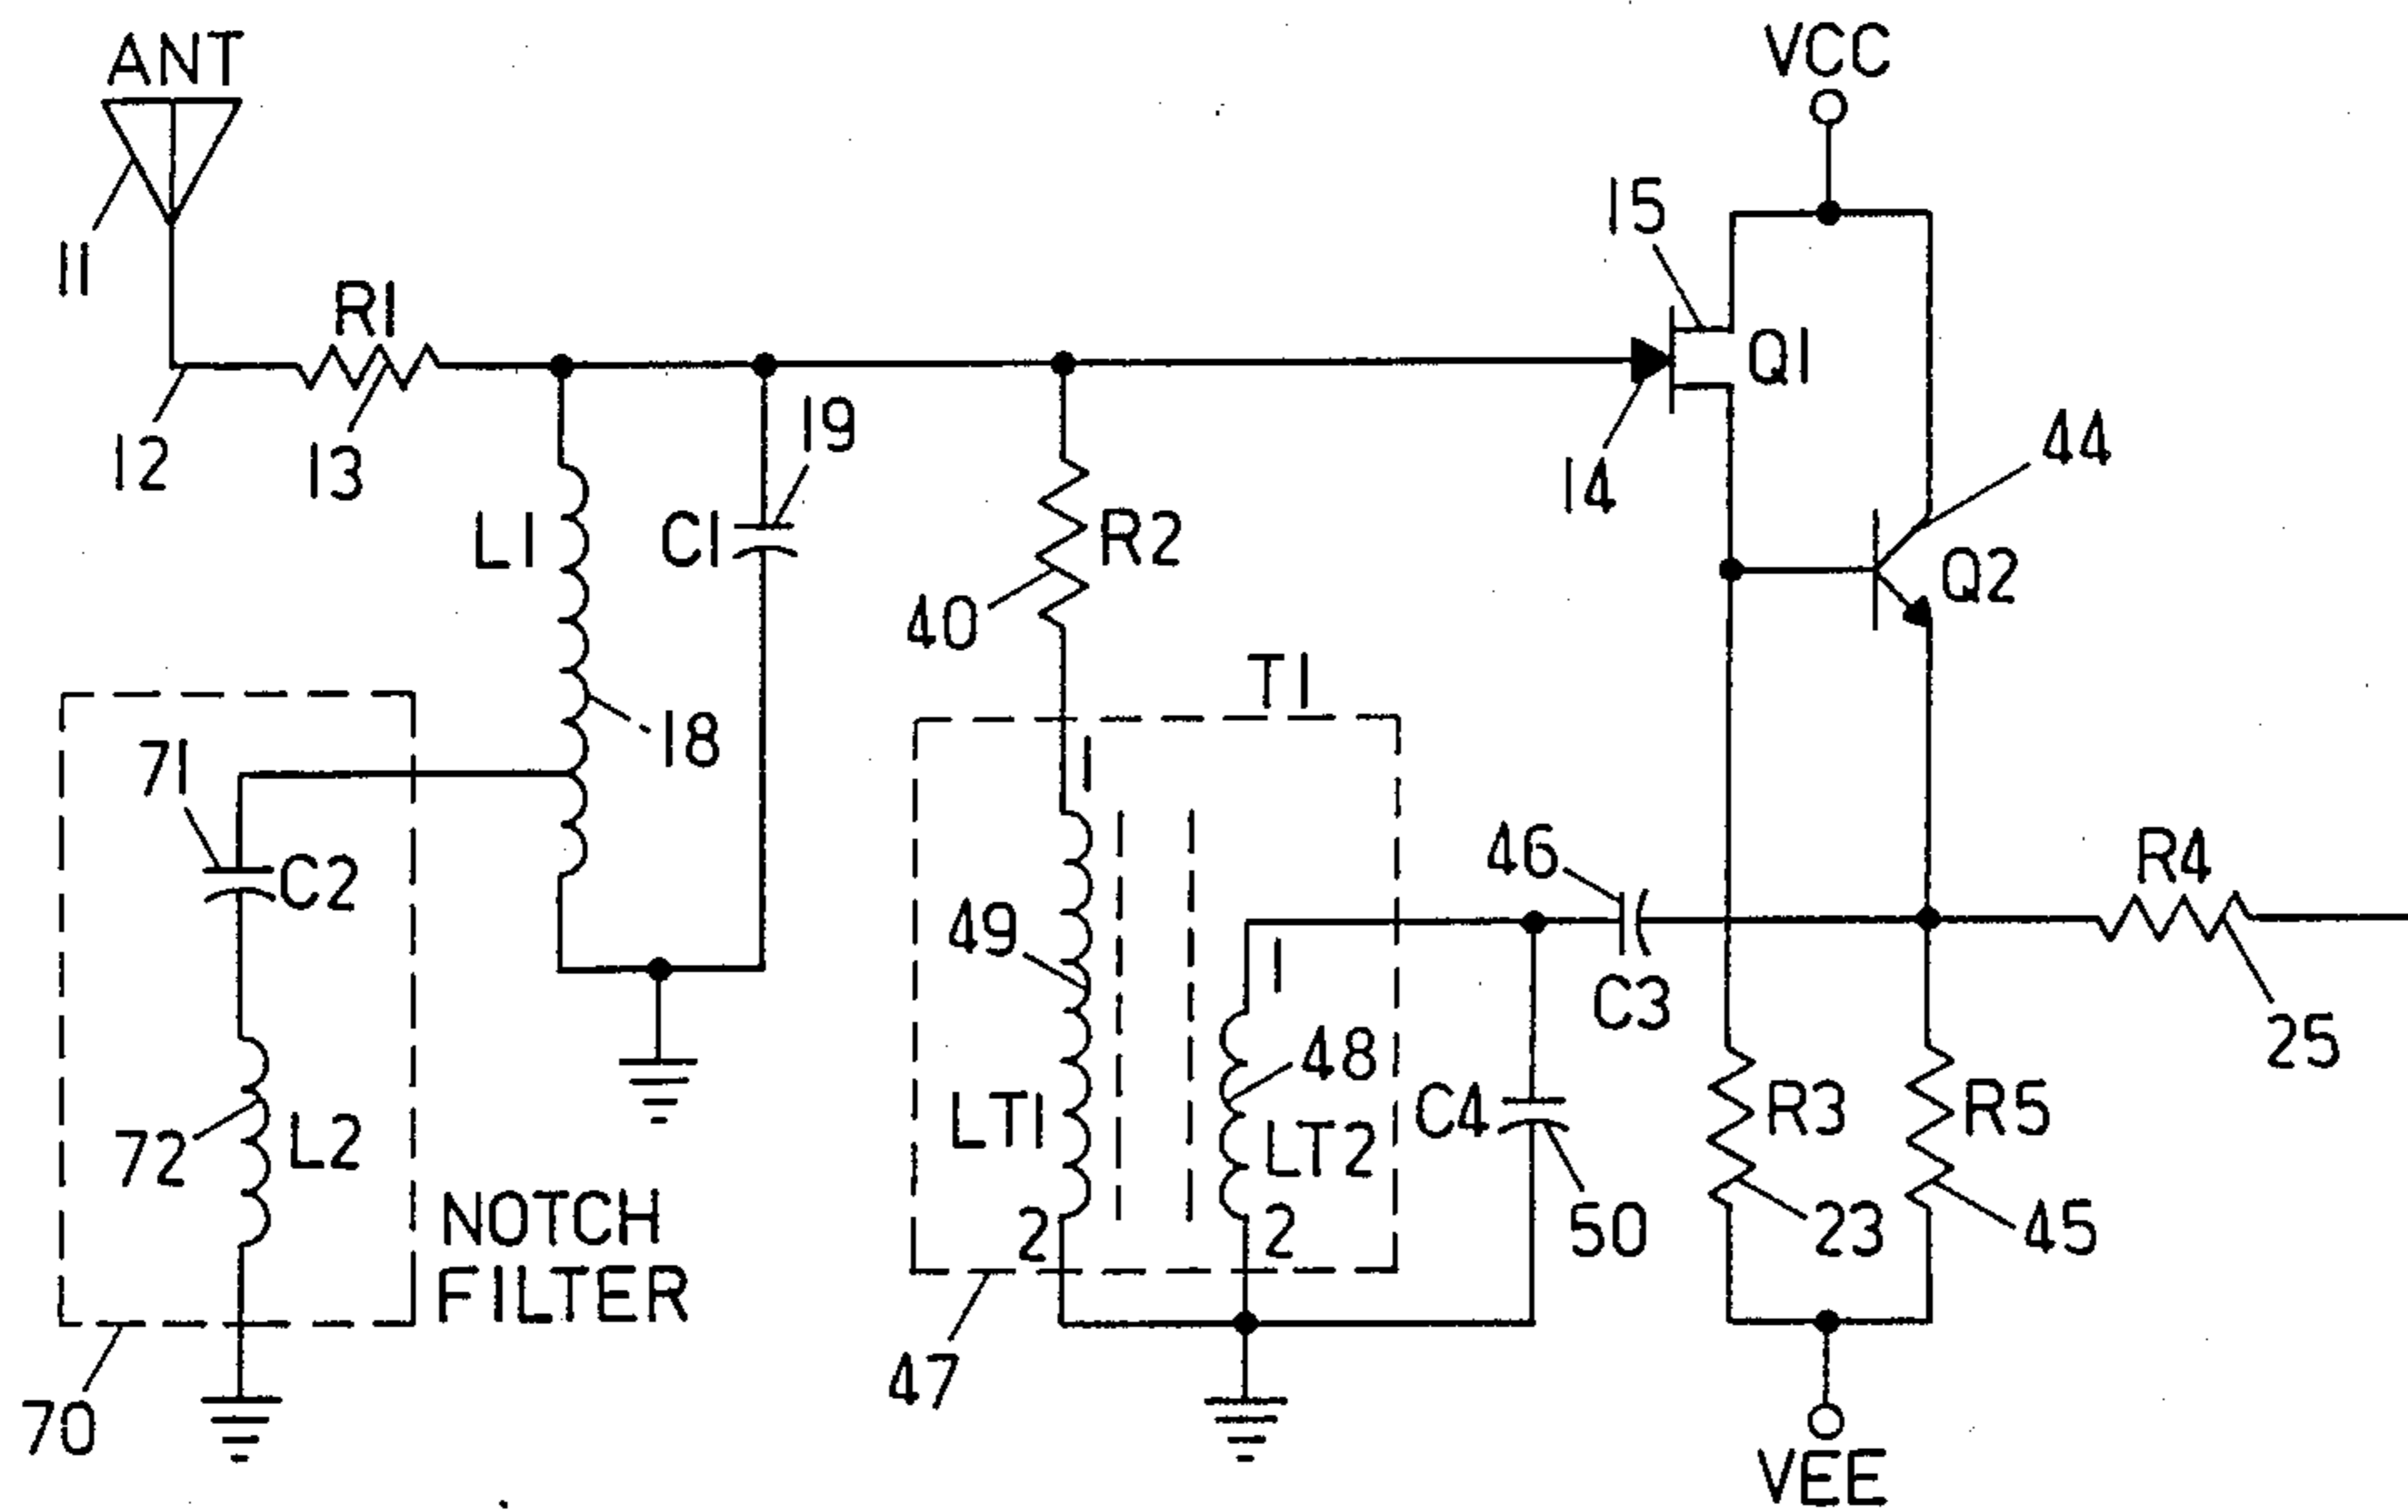 ANT
VCC
11
R1
15
Q1
12
13
19
14
44
L1
C1
R2
Q2
40
18
T1
71
1
C2
46
R4
49
1
C3
25
48
72
L2
LT1
LT2
C4
R3
R5
NOTCH
FILTER
2
2
50
23
45
70
47
VEE